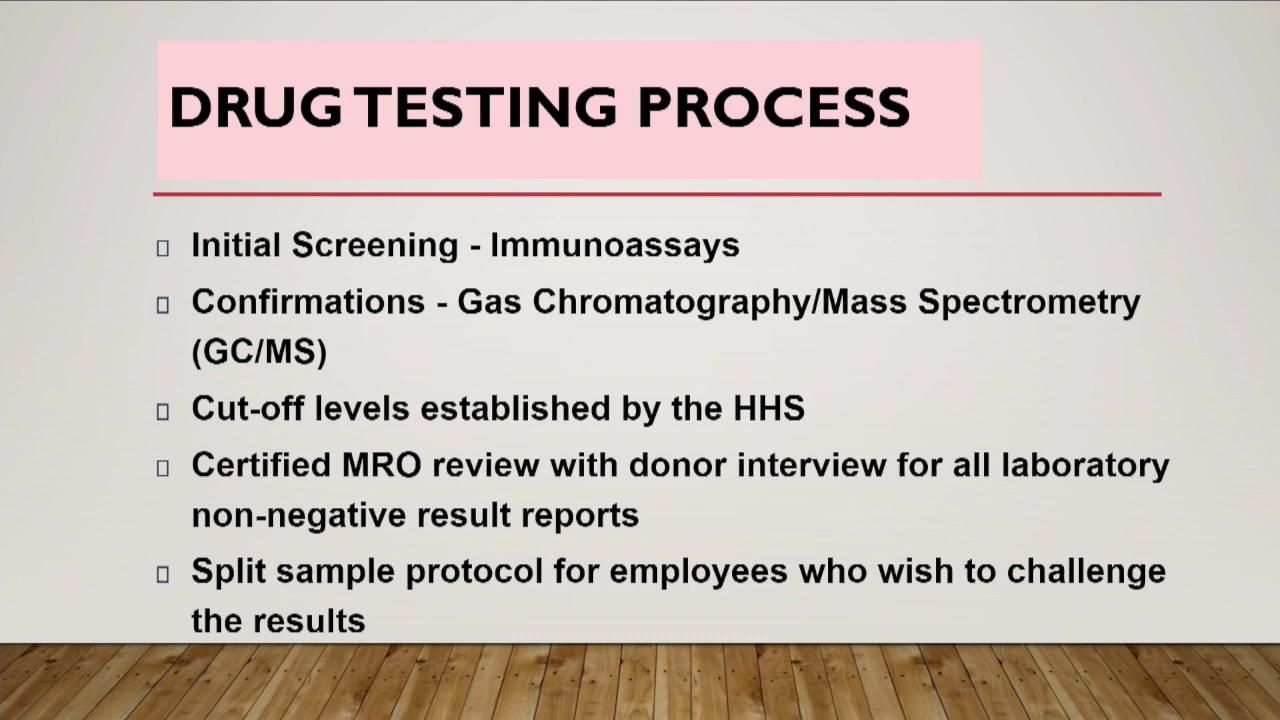 DRUG TESTING PROCESS
Initial Screening - Immunoassays
Confirmations - Gas Chromatography/Mass Spectrometry
(GC/MS)
Cut-off levels established by the HHS
Certified MRO review with donor interview for all laboratory
non-negative result reports
Split sample protocol for employees who wish to challenge
the results